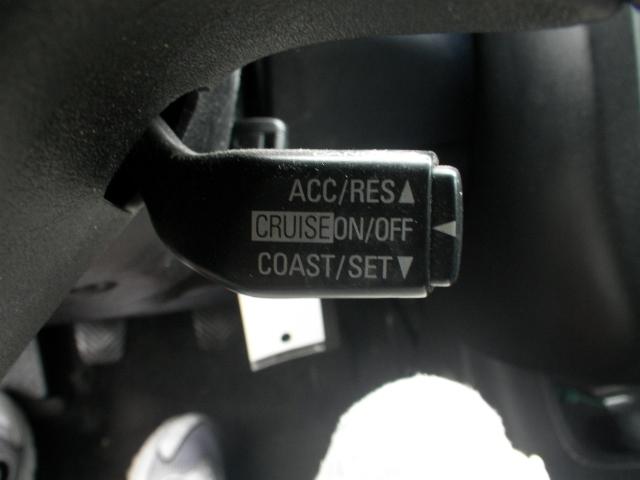 ACC/RES▲
CRUISE ON/OFF ◀
COAST/SET▼